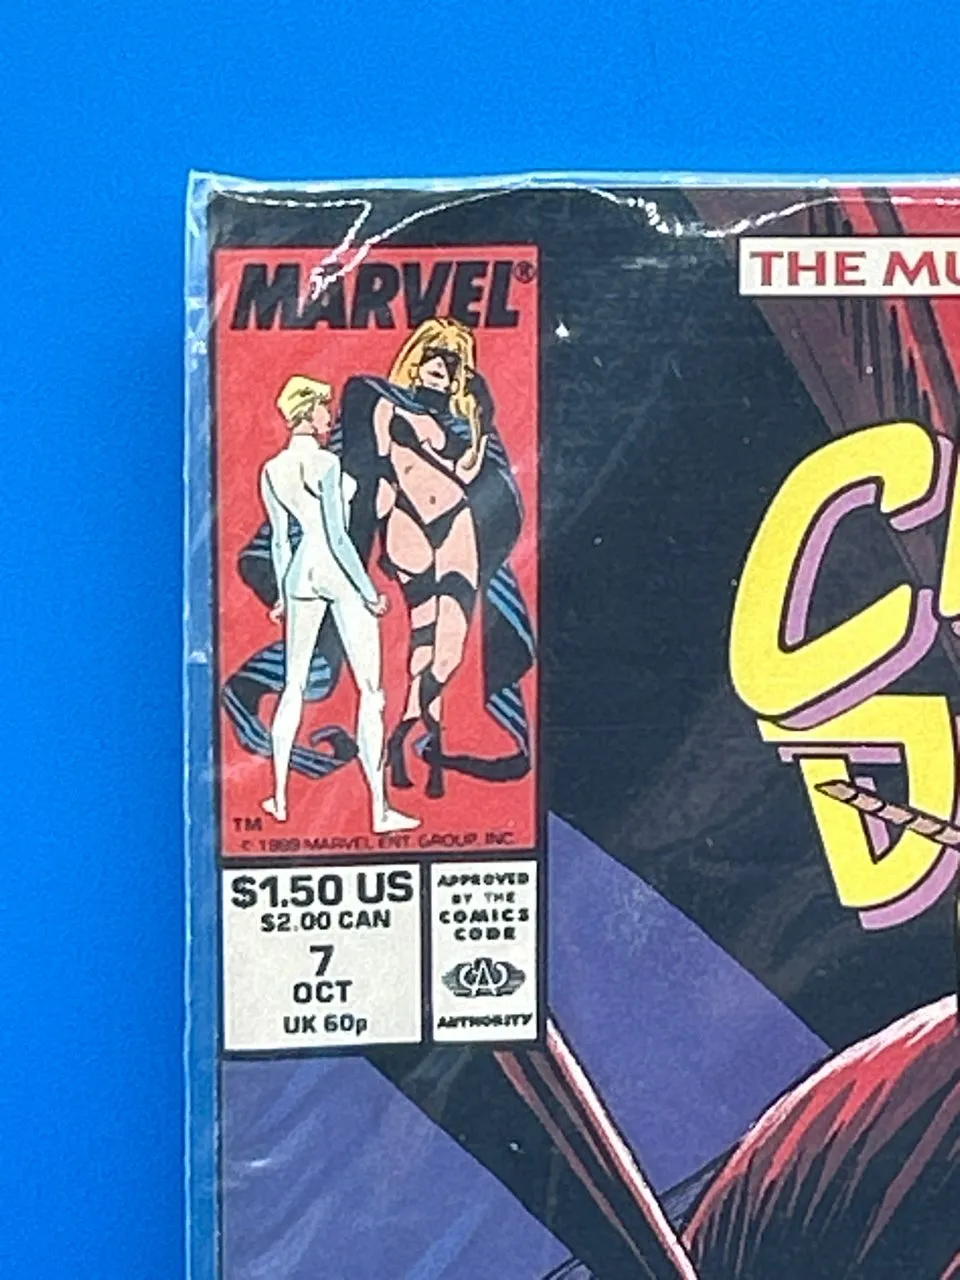 MARVEL®
THE MU
C
D
TM
© 1989 MARVEL ENT. GROUP, INC.
$1.50 US
$2.00 CAN
7
OCT
UK 60p
APPROVED
BY THE
COMICS
CODE
CA
AUTHORITY